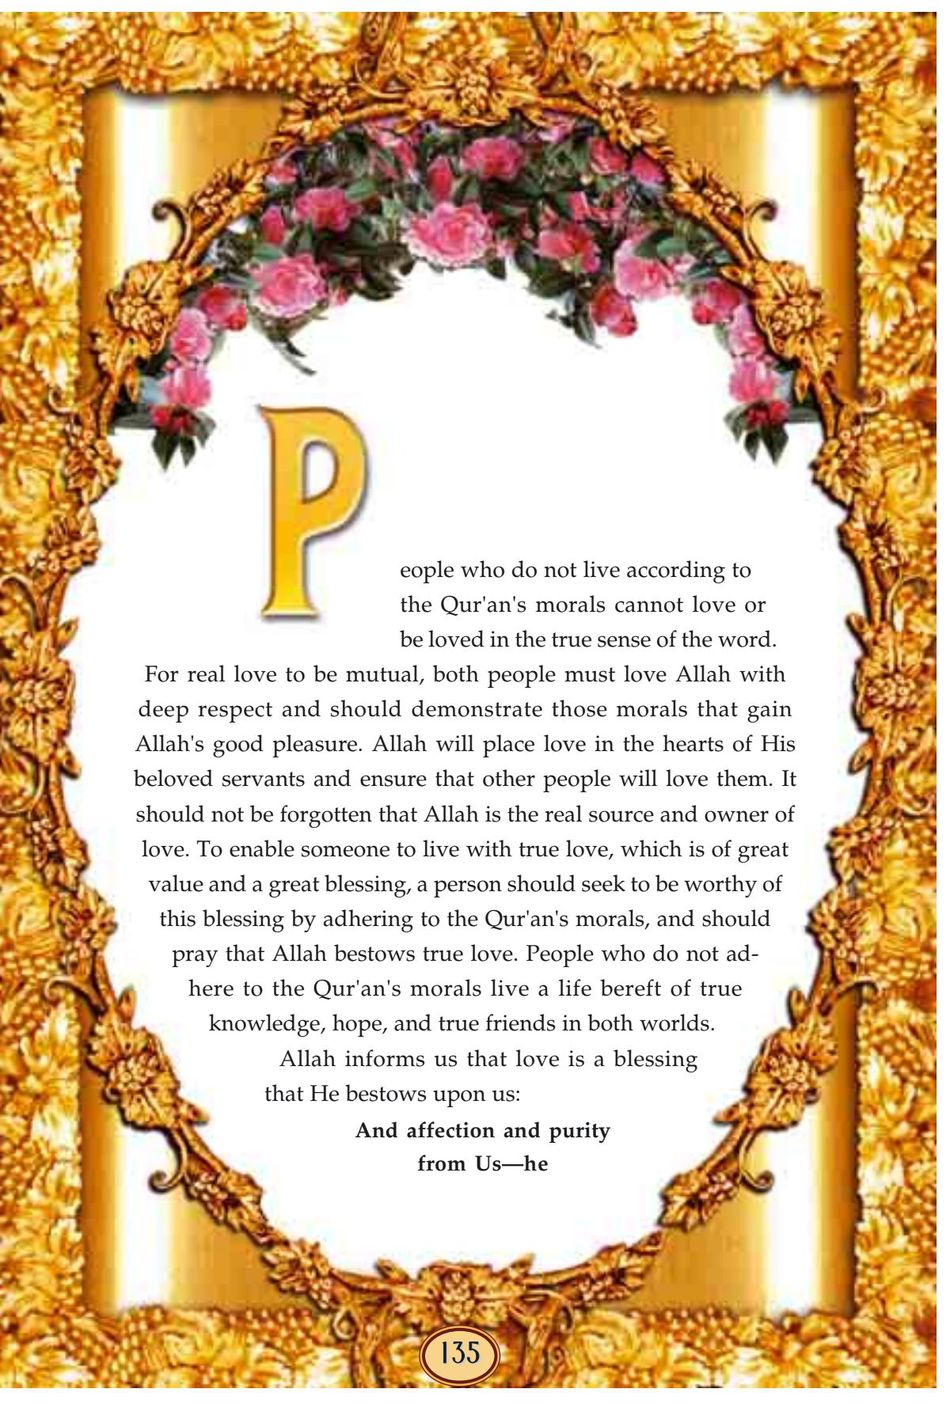 People who do not live according to
the Qur'an's morals cannot love or
be loved in the true sense of the word.
For real love to be mutual, both people must love Allah with
deep respect and should demonstrate those morals that gain
Allah's good pleasure. Allah will place love in the hearts of His
beloved servants and ensure that other people will love them. It
should not be forgotten that Allah is the real source and owner of
love. To enable someone to live with true love, which is of great
value and a great blessing, a person should seek to be worthy of
this blessing by adhering to the Qur'an's morals, and should
pray that Allah bestows true love. People who do not ad-
here to the Qur'an's morals live a life bereft of true
knowledge, hope, and true friends in both worlds.
Allah informs us that love is a blessing
that He bestows upon us:
And affection and purity
from Us—he
135